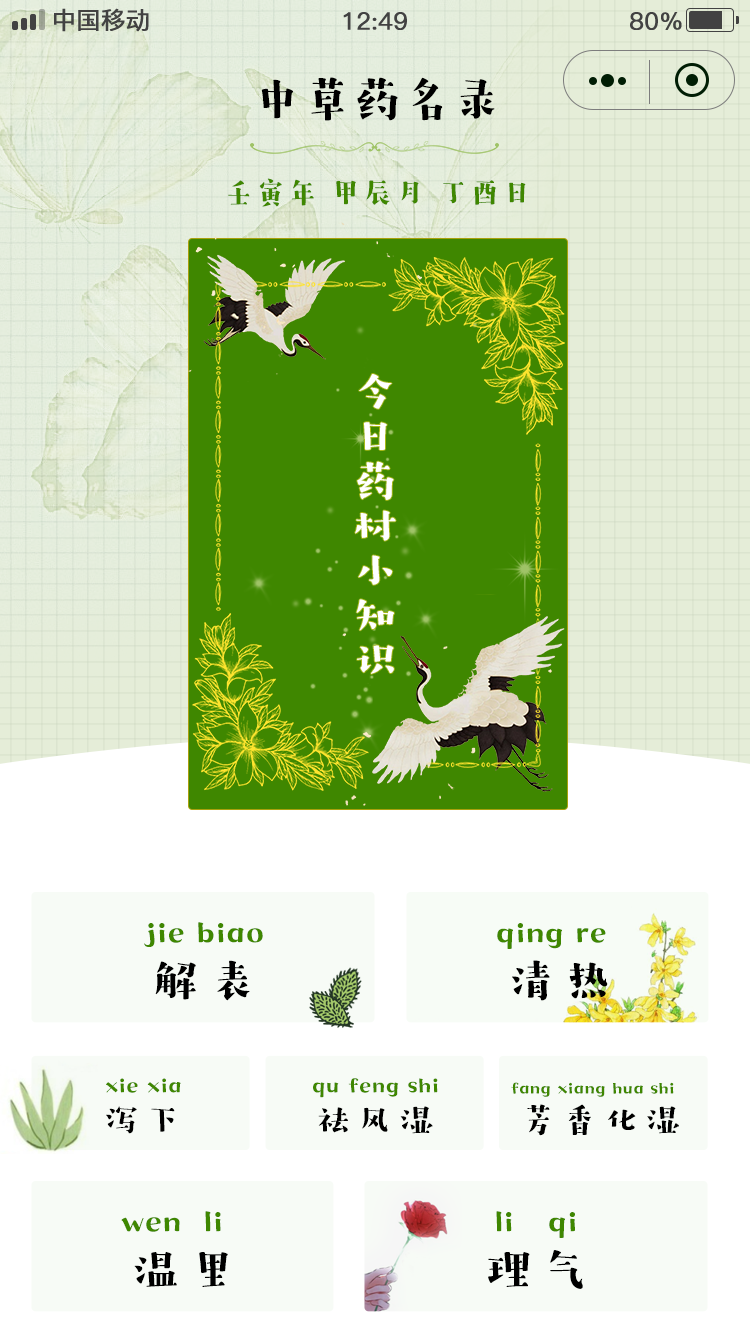 中国移动 12:49 80%
中草药名录
壬寅年 甲辰月 丁酉日
今日药材小知识
jie biao
解表
qing re
清热
xie xia
泻下
qu feng shi
祛风湿
fang xiang hua shi
芳香化湿
wen li
温里
li qi
理气